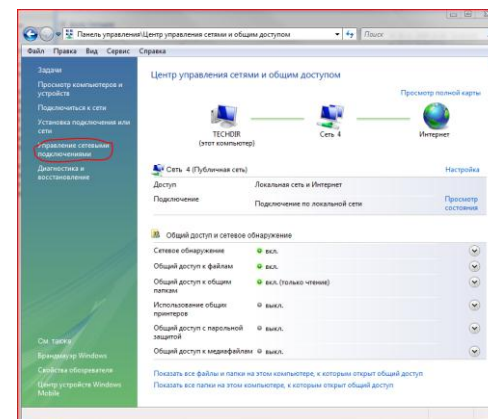 Панель управления\Центр управления сетями и общим доступом
Поиск
Файл Правка Вид Сервис Справка
Задачи
Просмотр компьютеров и
устройств
Подключиться к сети
Установка подключения или
сети
Управление сетевыми
подключениями
Диагностика и
восстановление
См. также
Брандмауэр Windows
Свойства обозревателя
Центр устройств Windows
Mobile
Центр управления сетями и общим доступом
Просмотр полной карты
TECHDIR
(этот компьютер)
Сеть 4
Интернет
Сеть 4 (Публичная сеть)
Настройка
Доступ Локальная сеть и Интернет
Подключение Подключение по локальной сети
Просмотр
состояния
Общий доступ и сетевое обнаружение
Сетевое обнаружение вкл.
Общий доступ к файлам вкл.
Общий доступ к общим
папкам
вкл. (только чтение)
Использование общих
принтеров
выкл.
Общий доступ с парольной
защитой
выкл.
Общий доступ к медиафайлам выкл.
Показать все файлы и папки на этом компьютере, к которым открыт общий доступ
Показать все папки на этом компьютере, к которым открыт общий доступ